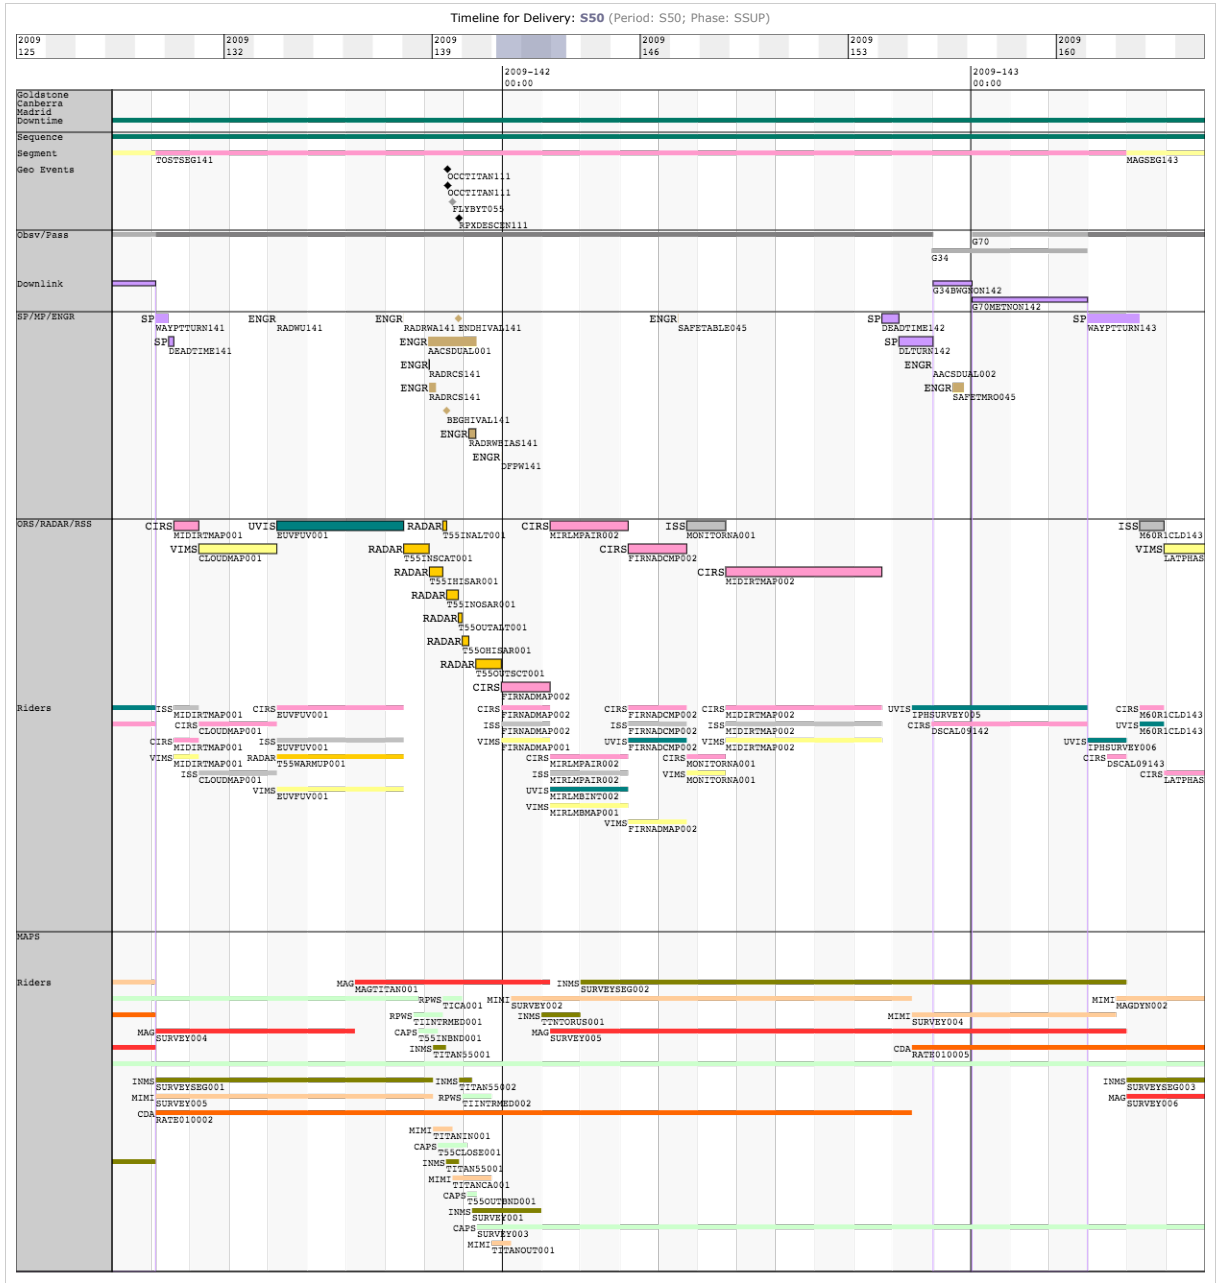 Timeline for Delivery: S50 (Period: S50; Phase: SSUP)
2009 2009 2009 2009 2009 2009
125 132 139 146 153 160
2009-142 2009-143
00:00 00:00
Goldstone
Canberra
Madrid
Downtime
Sequence
Segment
TOSTSEG141 MAGSEG143
Geo Events
OCCTITAN111
OCCTITAN111
FLYBYT055
RPXDESCEN111
Obsv/Pass
G70
G34
Downlink
G34BWGNON142
G70METNON142
SP/MP/ENGR SP ENGR ENGR ENGR SP SP
WAYPTTURN141 RADWU141 RADRWA141 ENDHIVAL141 SAFETABLE045 DEADTIME142 WAYPTTURN143
SP ENGR SP
DEADTIME141 AACSDUAL001 DLTURN142
ENGR ENGR
RADRCS141 AACSDUAL002
ENGR ENGR
RADRCS141 SAFETMRO045
BEGHIVAL141
ENGR
RADRWBIAS141
ENGR
DFPW141
ORS/RADAR/RSS CIRS UVIS RADAR CIRS ISS ISS
MIDIRTMAP001 EUVFUV001 T55INALT001 MIRLMPAIR002 MONITORNA001 M60R1CLD143
VIMS RADAR CIRS VIMS
CLOUDMAP001 T55INSCAT001 FIRNADCMP002 LATPHAS
RADAR CIRS
T55IHISAR001 MIDIRTMAP002
RADAR
T55INOSAR001
RADAR
T55OUTALT001
RADAR
T55OHISAR001
RADAR
T55OUTSCT001
CIRS
FIRNADMAP002
Riders ISS CIRS CIRS CIRS CIRS UVIS CIRS
MIDIRTMAP001 EUVFUV001 FIRNADMAP002 FIRNADCMP002 MIDIRTMAP002 IPHSURVEY005 M60R1CLD143
CIRS ISS ISS ISS CIRS UVIS
CLOUDMAP001 FIRNADMAP002 FIRNADCMP002 MIDIRTMAP002 DSCAL09142 M60R1CLD143
CIRS ISS VIMS UVIS VIMS UVIS
MIDIRTMAP001 EUVFUV001 FIRNADMAP001 FIRNADCMP002 MIDIRTMAP002 IPHSURVEY006
VIMS RADAR CIRS CIRS CIRS
MIDIRTMAP001 T55WARMUP001 MIRLMPAIR002 MONITORNA001 DSCAL09143
ISS ISS VIMS CIRS
CLOUDMAP001 MIRLMPAIR002 MONITORNA001 LATPHAS
VIMS UVIS
EUVFUV001 MIRLMBINT002
VIMS
MIRLMBMAP001
VIMS
FIRNADMAP002
MAPS
Riders MAG INMS
MAGTITAN001 SURVEYSEG002
RPWS MIMI MIMI
TICA001 SURVEY002 MAGDYN002
RPWS INMS MIMI
TIINTRMED001 TTNTORUS001 SURVEY004
MAG CAPS MAG
SURVEY004 T55INBND001 SURVEY005
INMS CDA
TITAN55001 RATE010005
INMS INMS INMS
SURVEYSEG001 TITAN55002 SURVEYSEG003
MIMI RPWS MAG
SURVEY005 TIINTRMED002 SURVEY006
CDA
RATE010002
MIMI
TITANIN001
CAPS
T55CLOSE001
INMS
TITAN55001
MIMI
TITANCA001
CAPS
T55OUTBND001
INMS
SURVEY001
CAPS
SURVEY003
MIMI
TITANOUT001